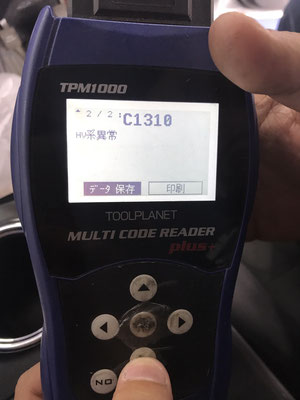 TPM1000
2/2: C1310
HV系異常
データ保存 印刷
TOOLPLANET
MULTI CODE READER
plus+
NO